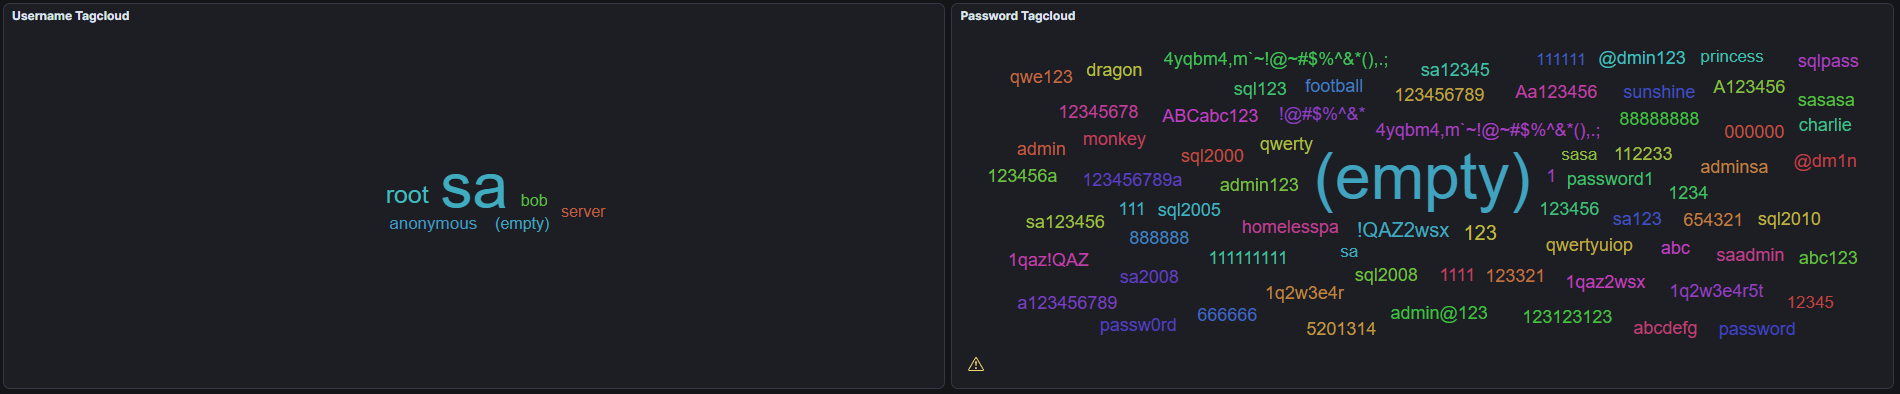 Username Tagcloud
root sa bob server
anonymous (empty)
Password Tagcloud
4yqbm4,m`~!@~#$%^&*(),.; 111111 @dmin123 princess sqlpass
qwe123 dragon sa12345
sql123 football 123456789 Aa123456 sunshine A123456 sasasa
12345678 ABCabc123 !@#$%^&* 88888888 000000 charlie
4yqbm4,m`~!@~#$%^&*(),.;
admin monkey sql2000 qwerty sasa 112233 adminsa @dm1n
123456a 123456789a admin123 (empty) 1 password1 1234
sa123456 111 sql2005 123456 sa123 654321 sql2010
888888 homelesspa !QAZ2wsx 123
1qaz!QAZ 111111111 sa qwertyuiop abc saadmin abc123
sa2008 sql2008 1111 123321 1qaz2wsx 1q2w3e4r5t
a123456789 1q2w3e4r 12345
passw0rd 666666 5201314 admin@123 123123123 abcdefg password